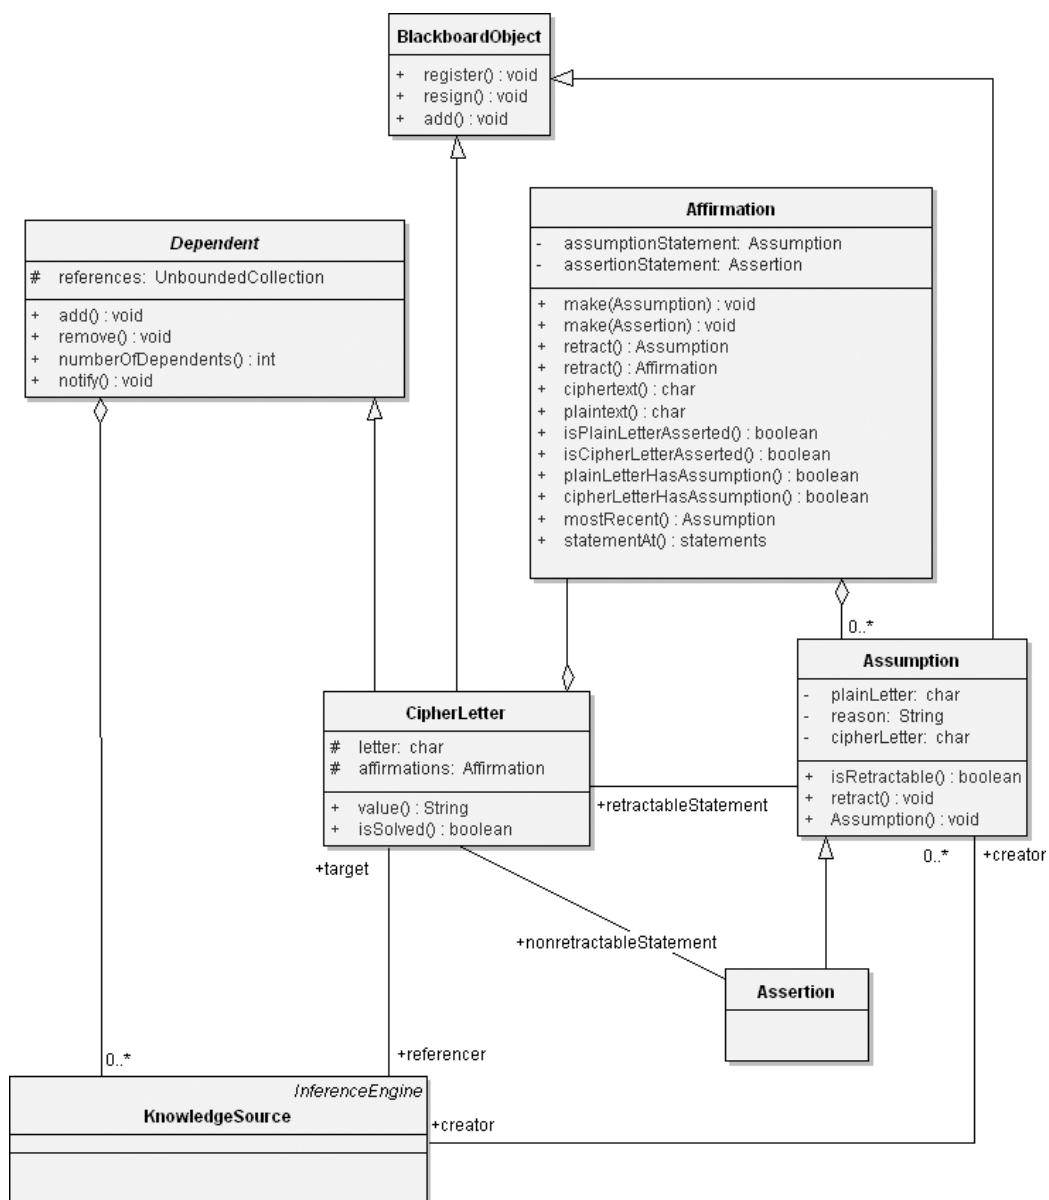 BlackboardObject
+ register() : void
+ resign() : void
+ add() : void
Affirmation
- assumptionStatement: Assumption
- assertionStatement: Assertion
+ make(Assumption) : void
+ make(Assertion) : void
+ retract() : Assumption
+ retract() : Affirmation
+ ciphertext() : char
+ plaintext() : char
+ isPlainLetterAsserted() : boolean
+ isCipherLetterAsserted() : boolean
+ plainLetterHasAssumption() : boolean
+ cipherLetterHasAssumption() : boolean
+ mostRecent() : Assumption
+ statementAt() : statements
Dependent
# references: UnboundedCollection
+ add() : void
+ remove() : void
+ numberOfDependents() : int
+ notify() : void
0..*
Assumption
- plainLetter: char
- reason: String
- cipherLetter: char
+ isRetractable() : boolean
+ retract() : void
+ Assumption() : void
CipherLetter
# letter: char
# affirmations: Affirmation
+ value() : String
+ isSolved() : boolean
+retractableStatement
0..*
+creator
+target
+nonretractableStatement
Assertion
0..*
+referencer
InferenceEngine
KnowledgeSource
+creator